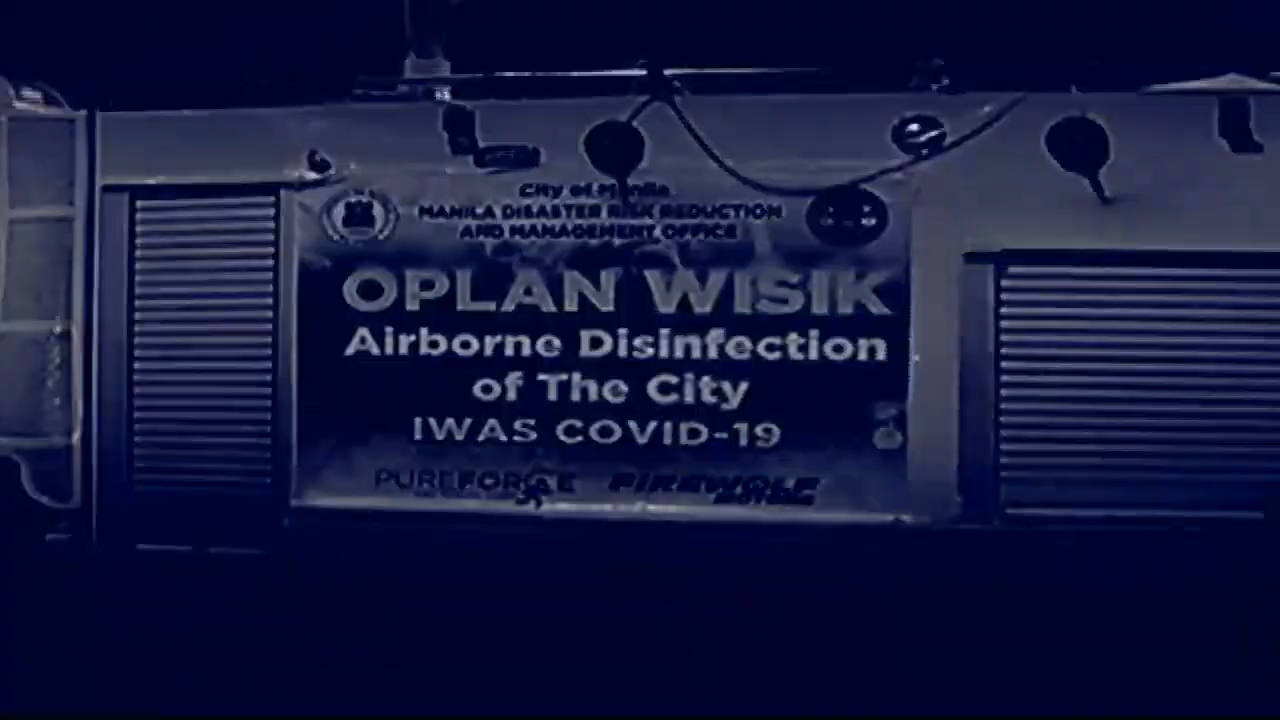 City of Manila
MANILA DISASTER RISK REDUCTION
AND MANAGEMENT OFFICE
OPLAN WISIK
Airborne Disinfection
of The City
IWAS COVID-19
PUREFORCE FIREWOLF